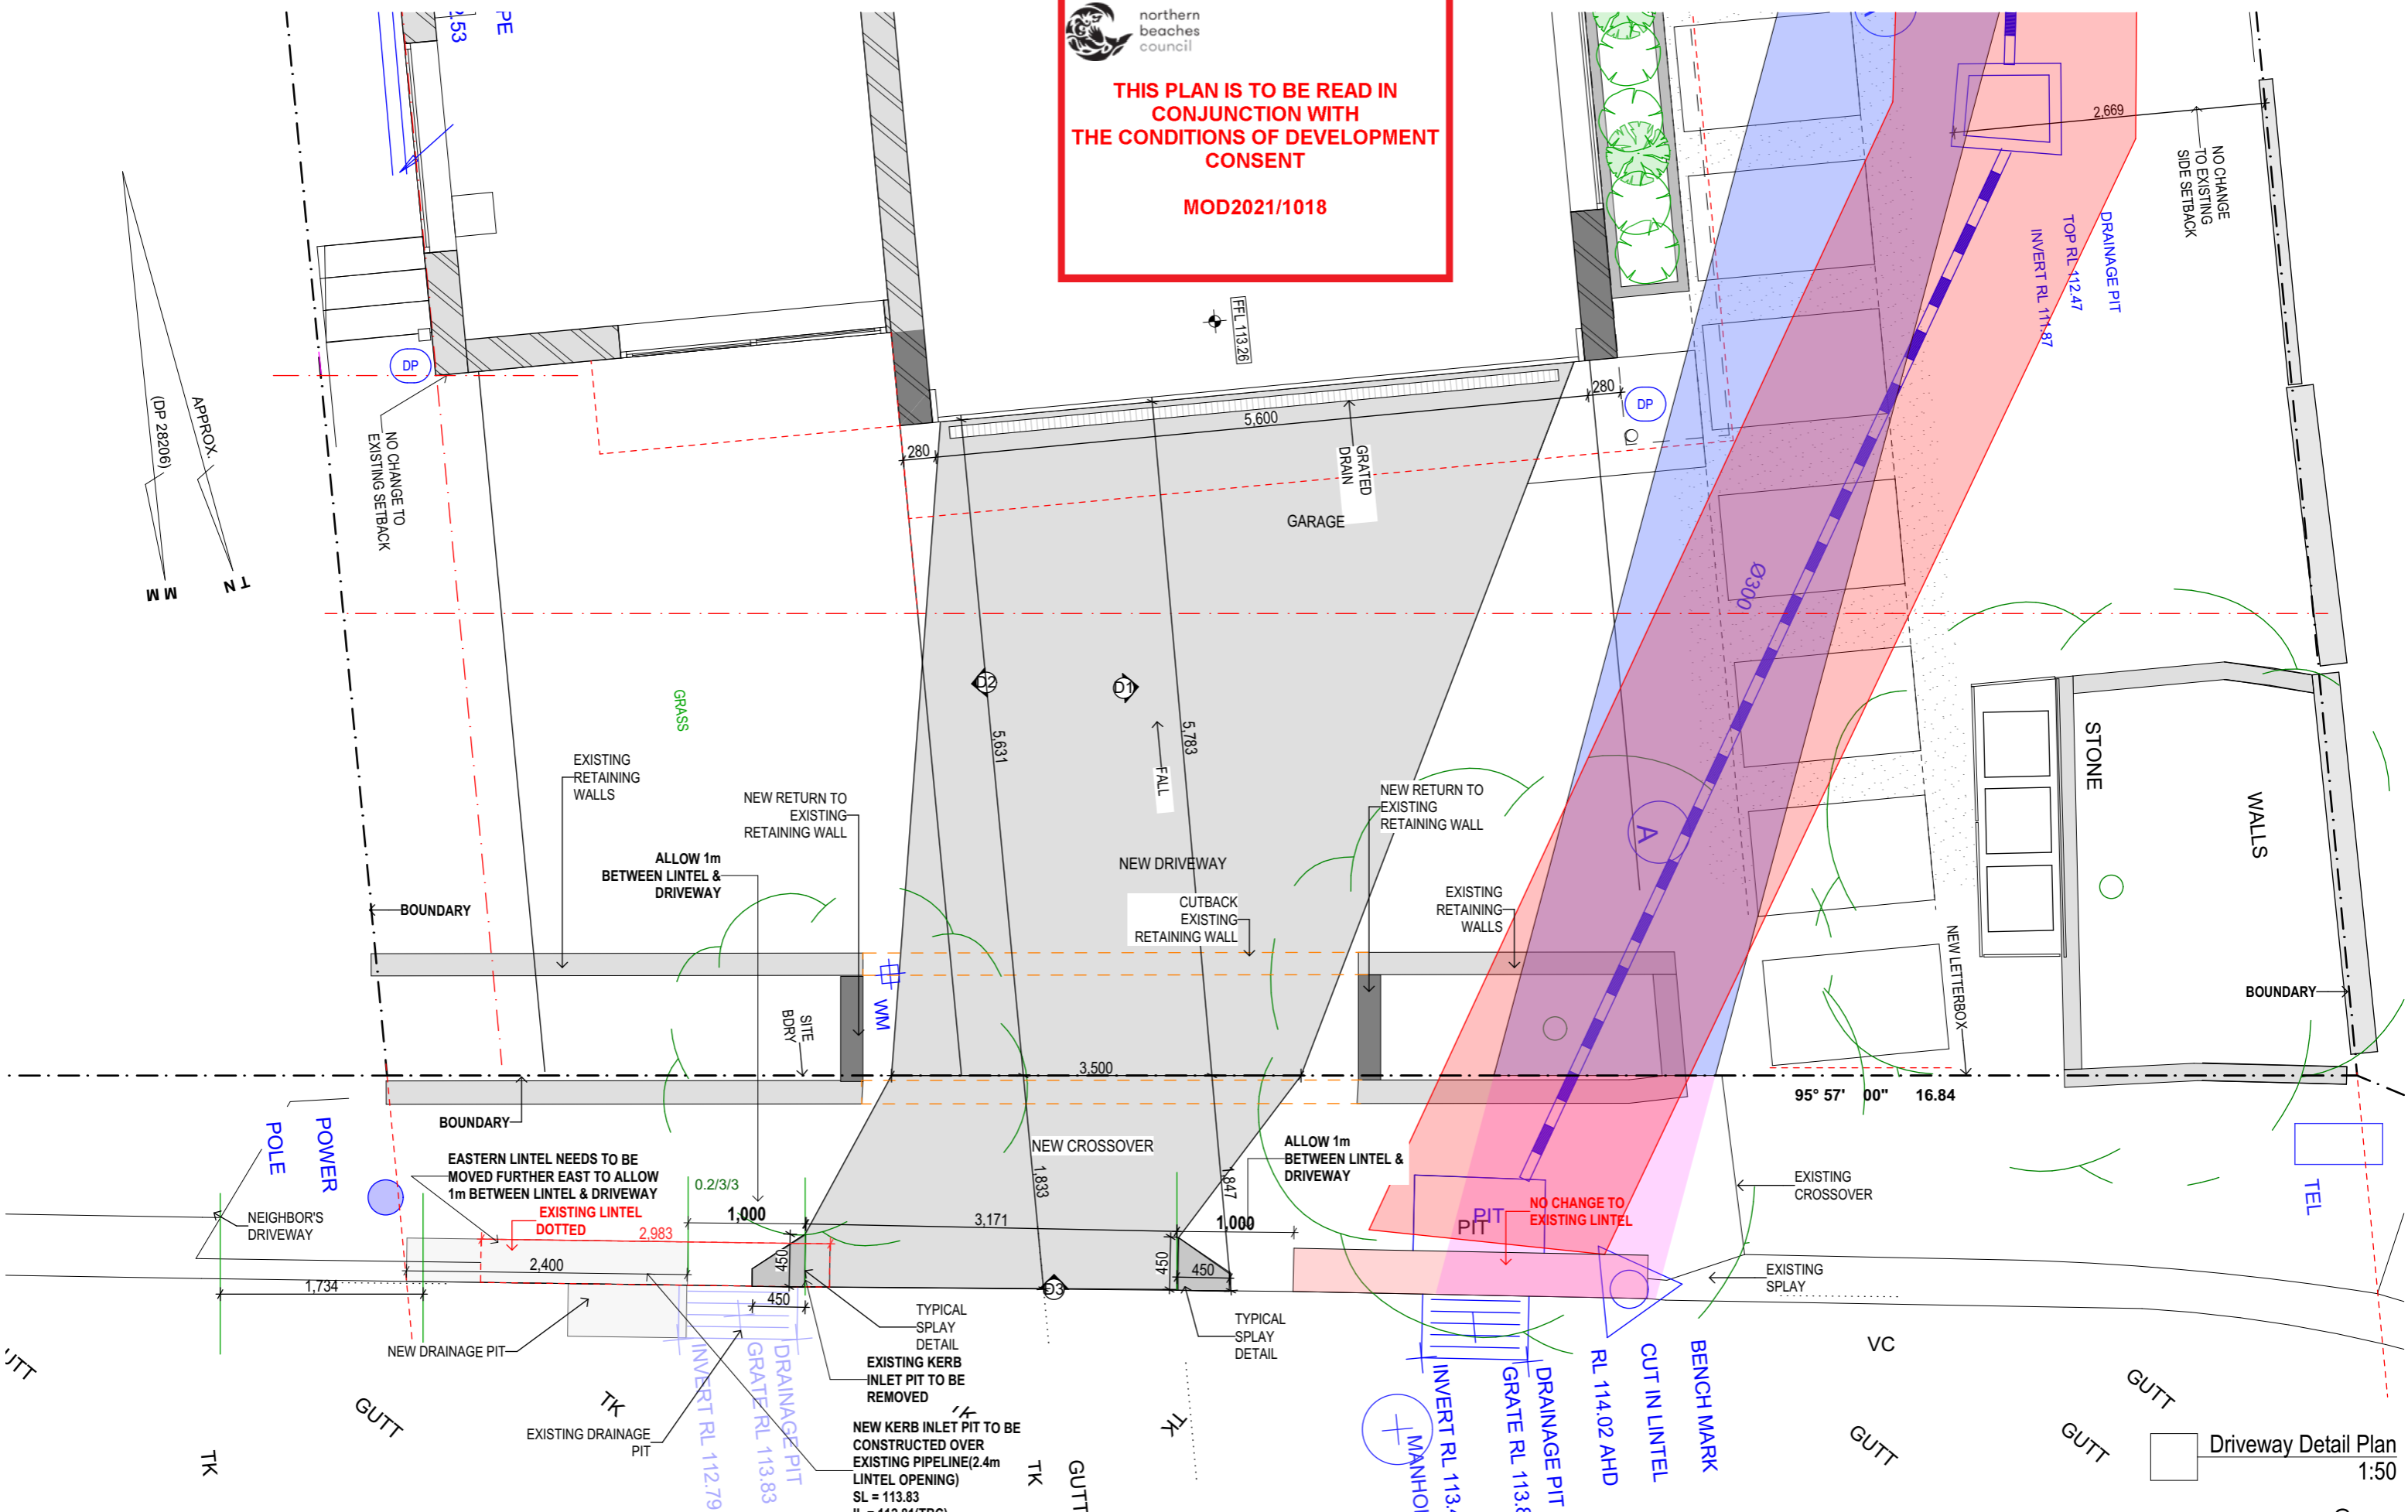 northern
beaches
council
THIS PLAN IS TO BE READ IN
CONJUNCTION WITH
THE CONDITIONS OF DEVELOPMENT
CONSENT
MOD2021/1018
2,669
NO CHANGE
TO EXISTING
SIDE SETBACK
DRAINAGE PIT
TOP RL 112.47
INVERT RL 111.87
FFL 113.26
DP
NO CHANGE TO
EXISTING SETBACK
APPROX.
(DP 28206)
M M
T N
280
5,600
280
DP
GRATED
DRAIN
GARAGE
Ø300
D2
D1
5,631
5,783
FALL
GRASS
EXISTING
RETAINING
WALLS
NEW RETURN TO
EXISTING
RETAINING WALL
NEW RETURN TO
EXISTING
RETAINING WALL
ALLOW 1m
BETWEEN LINTEL &
DRIVEWAY
NEW DRIVEWAY
CUTBACK
EXISTING
RETAINING WALL
EXISTING
RETAINING
WALLS
A
STONE
WALLS
NEW LETTERBOX
BOUNDARY
BOUNDARY
WM
SITE
BDRY
3,500
95° 57' 00" 16.84
BOUNDARY
POLE
POWER
NEW CROSSOVER
ALLOW 1m
BETWEEN LINTEL &
DRIVEWAY
EASTERN LINTEL NEEDS TO BE
MOVED FURTHER EAST TO ALLOW
1m BETWEEN LINTEL & DRIVEWAY
EXISTING LINTEL
DOTTED
2,983
0.2/3/3
1,000
3,171
1,000
1,833
1,847
NEIGHBOR'S
DRIVEWAY
2,400
1,734
450
450
450
450
D3
PIT
PIT
NO CHANGE TO
EXISTING LINTEL
EXISTING
CROSSOVER
EXISTING
SPLAY
TEL
NEW DRAINAGE PIT
TYPICAL
SPLAY
DETAIL
TYPICAL
SPLAY
DETAIL
EXISTING KERB
INLET PIT TO BE
REMOVED
EXISTING DRAINAGE
PIT
DRAINAGE PIT
GRATE RL 113.83
INVERT RL 112.79
NEW KERB INLET PIT TO BE
CONSTRUCTED OVER
EXISTING PIPELINE(2.4m
LINTEL OPENING)
SL = 113.83
DRAINAGE PIT
BENCH MARK
CUT IN LINTEL
RL 114.02 AHD
VC
GUTT
GUTT
GUTT
GUTT
GUTT
TK
TK
TK
TK
Driveway Detail Plan
1:50